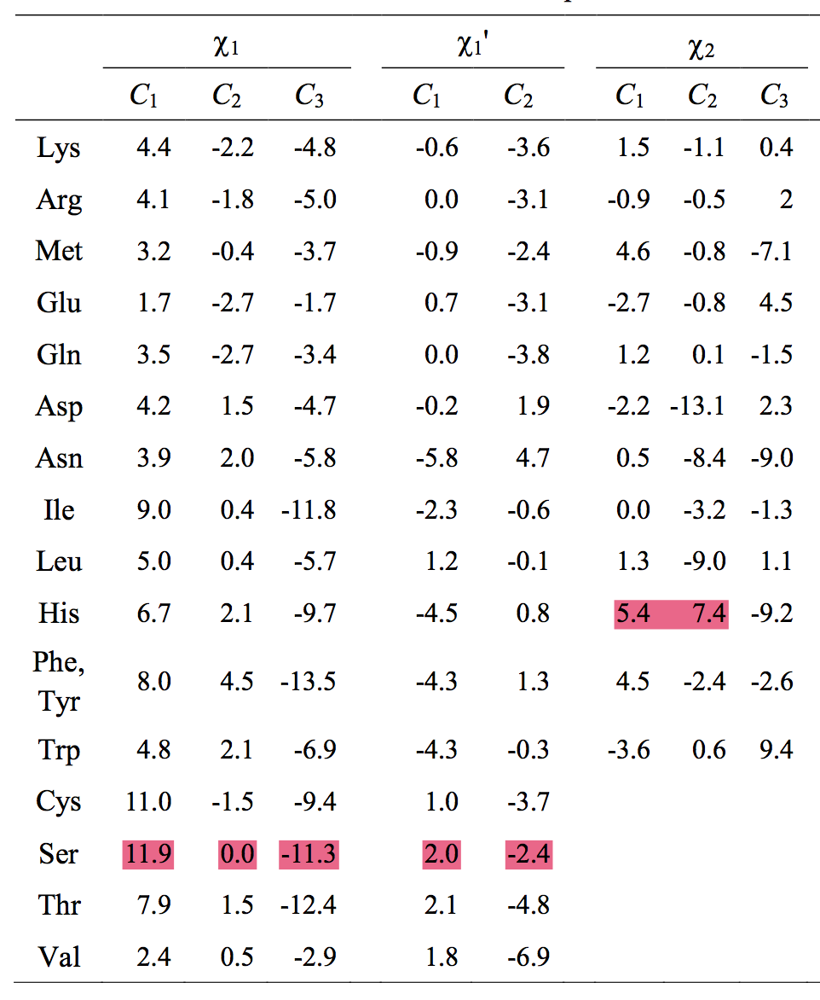 χ1 χ1' χ2
C1 C2 C3 C1 C2 C1 C2 C3
Lys 4.4 -2.2 -4.8 -0.6 -3.6 1.5 -1.1 0.4
Arg 4.1 -1.8 -5.0 0.0 -3.1 -0.9 -0.5 2
Met 3.2 -0.4 -3.7 -0.9 -2.4 4.6 -0.8 -7.1
Glu 1.7 -2.7 -1.7 0.7 -3.1 -2.7 -0.8 4.5
Gln 3.5 -2.7 -3.4 0.0 -3.8 1.2 0.1 -1.5
Asp 4.2 1.5 -4.7 -0.2 1.9 -2.2 -13.1 2.3
Asn 3.9 2.0 -5.8 -5.8 4.7 0.5 -8.4 -9.0
Ile 9.0 0.4 -11.8 -2.3 -0.6 0.0 -3.2 -1.3
Leu 5.0 0.4 -5.7 1.2 -0.1 1.3 -9.0 1.1
His 6.7 2.1 -9.7 -4.5 0.8 5.4 7.4 -9.2
Phe,
Tyr 8.0 4.5 -13.5 -4.3 1.3 4.5 -2.4 -2.6
Trp 4.8 2.1 -6.9 -4.3 -0.3 -3.6 0.6 9.4
Cys 11.0 -1.5 -9.4 1.0 -3.7
Ser 11.9 0.0 -11.3 2.0 -2.4
Thr 7.9 1.5 -12.4 2.1 -4.8
Val 2.4 0.5 -2.9 1.8 -6.9